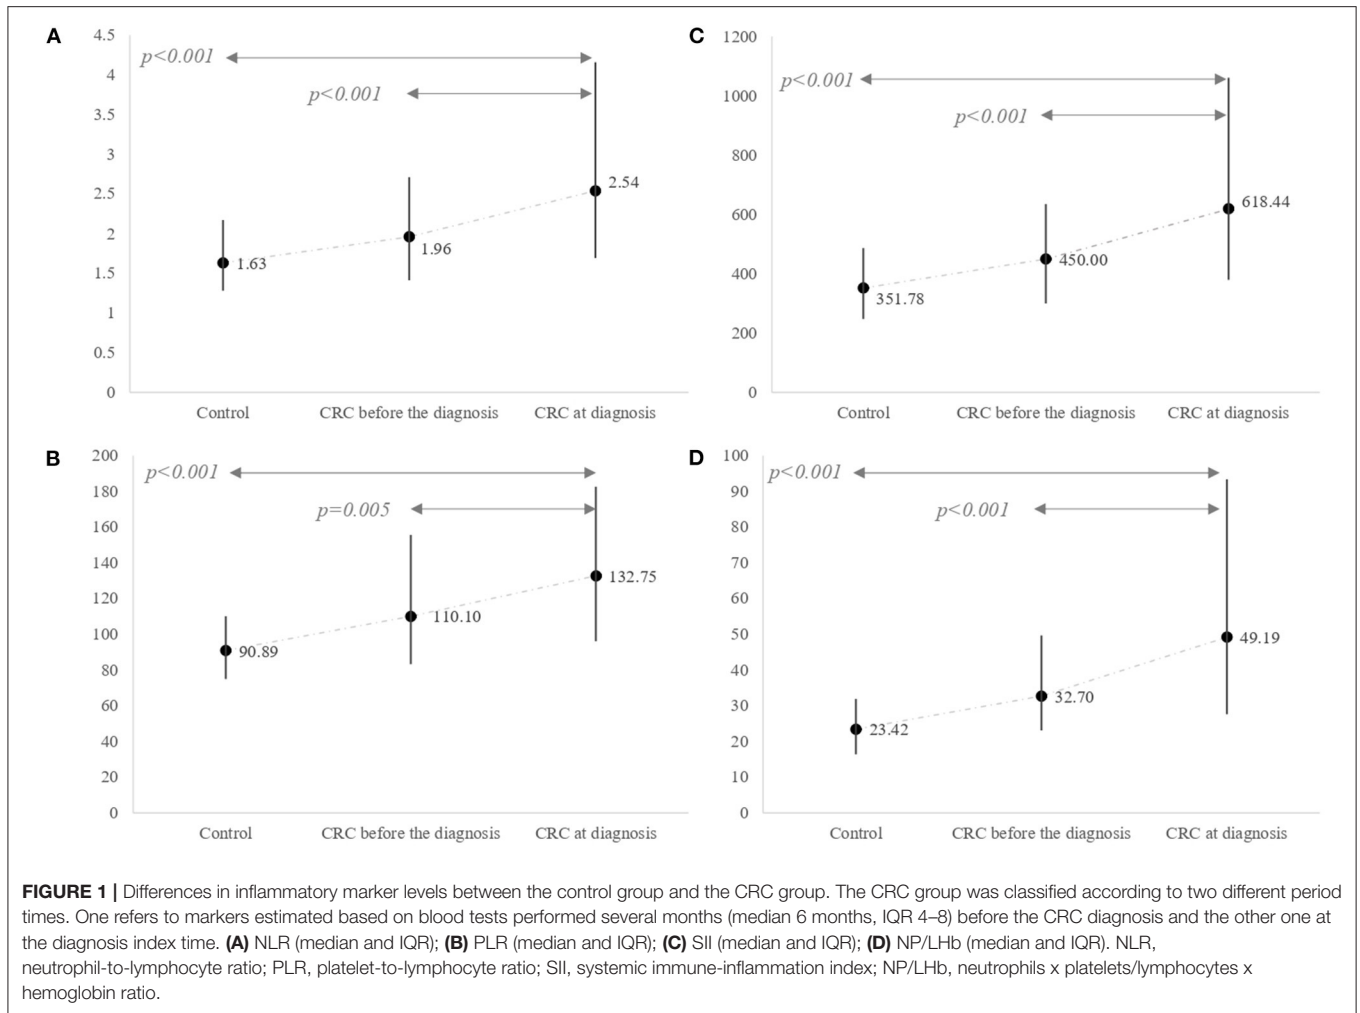 A
4.5
4
3.5
3
2.5
2
1.5
1
0.5
0
p<0.001
p<0.001
1.63
1.96
2.54
Control
CRC before the diagnosis
CRC at diagnosis
C
1200
1000
800
600
400
200
0
p<0.001
p<0.001
351.78
450.00
618.44
Control
CRC before the diagnosis
CRC at diagnosis
B
200
180
160
140
120
100
80
60
40
20
0
p<0.001
p=0.005
90.89
110.10
132.75
Control
CRC before the diagnosis
CRC at diagnosis
D
100
90
80
70
60
50
40
30
20
10
0
p<0.001
p<0.001
23.42
32.70
49.19
Control
CRC before the diagnosis
CRC at diagnosis
FIGURE 1 | Differences in inflammatory marker levels between the control group and the CRC group. The CRC group was classified according to two different period
times. One refers to markers estimated based on blood tests performed several months (median 6 months, IQR 4–8) before the CRC diagnosis and the other one at
the diagnosis index time. (A) NLR (median and IQR); (B) PLR (median and IQR); (C) SII (median and IQR); (D) NP/LHb (median and IQR). NLR,
neutrophil-to-lymphocyte ratio; PLR, platelet-to-lymphocyte ratio; SII, systemic immune-inflammation index; NP/LHb, neutrophils x platelets/lymphocytes x
hemoglobin ratio.